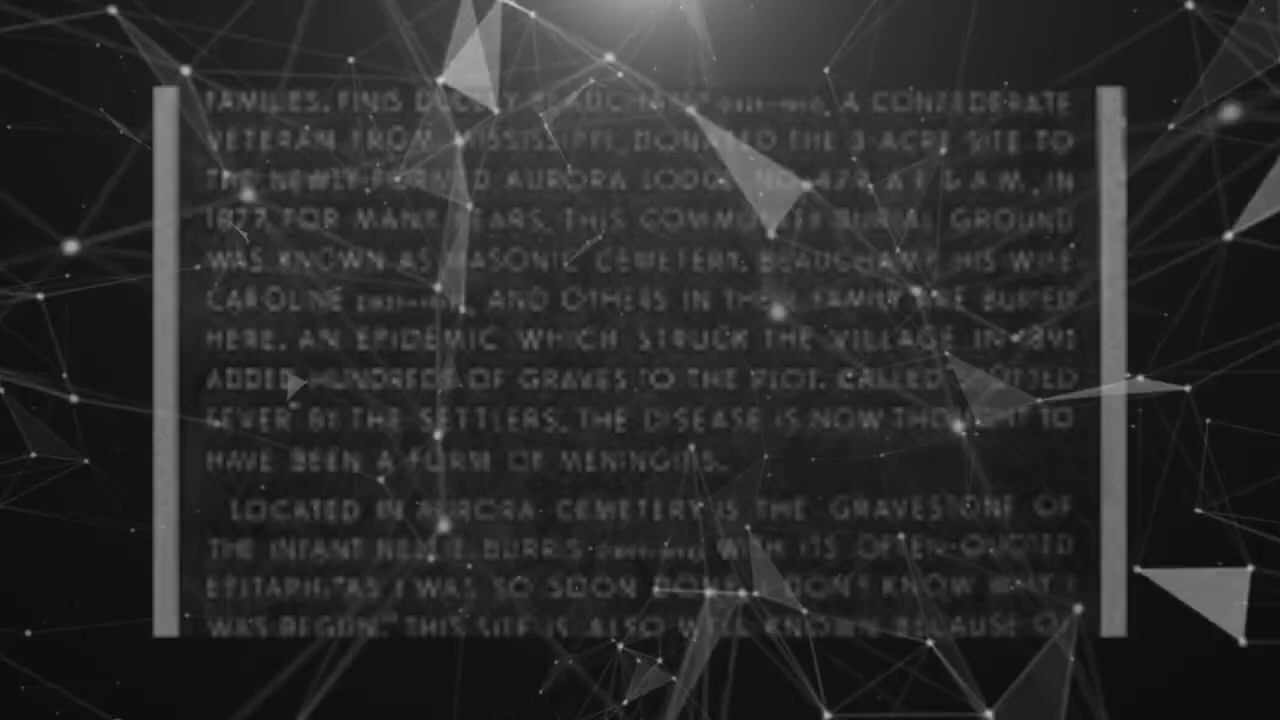 FAMILIES. FINIS DUDLEY BEAUCHAMP A CONFEDERATE
VETERAN FROM MISSISSIPPI, DONATED THE 3 ACRE SITE TO
THE NEWLY-FORMED AURORA LODGE NO. 479, A.F. & A.M., IN
1877. FOR MANY YEARS, THIS COMMUNITY BURIAL GROUND
WAS KNOWN AS MASONIC CEMETERY. BEAUCHAMP, HIS WIFE
CAROLINE AND OTHERS IN THEIR FAMILY ARE BURIED
HERE. AN EPIDEMIC WHICH STRUCK THE VILLAGE IN 1891
ADDED HUNDREDS OF GRAVES TO THE PLOT. CALLED SPOTTED
FEVER BY THE SETTLERS, THE DISEASE IS NOW THOUGHT TO
HAVE BEEN A FORM OF MENINGITIS.
LOCATED IN AURORA CEMETERY IS THE GRAVESTONE OF
THE INFANT NELLIE BURRIS WITH ITS OFTEN-QUOTED
EPITAPH: "AS I WAS SO SOON DONE, I DON'T KNOW WHY I
WAS BEGUN." THIS SITE IS ALSO WELL KNOWN BECAUSE OF